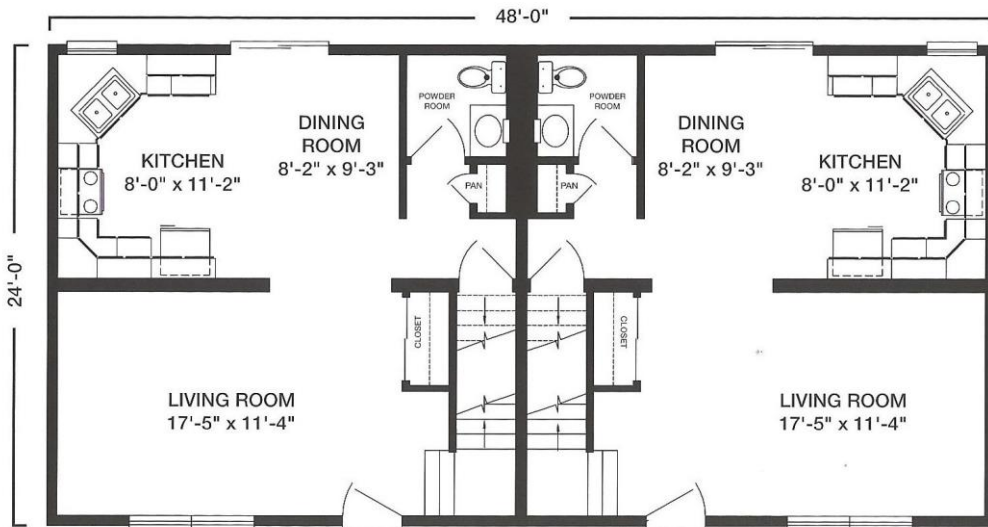 48'-0"
24'-0"
POWDER
ROOM
POWDER
ROOM
DINING
ROOM
8'-2" x 9'-3"
DINING
ROOM
8'-2" x 9'-3"
KITCHEN
8'-0" x 11'-2"
KITCHEN
8'-0" x 11'-2"
PAN
PAN
CLOSET
CLOSET
LIVING ROOM
17'-5" x 11'-4"
LIVING ROOM
17'-5" x 11'-4"